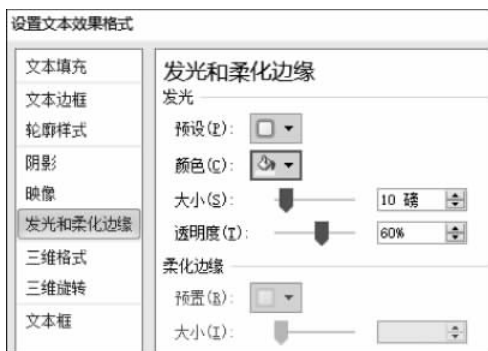 设置文本效果格式
文本填充
文本边框
轮廓样式
阴影
映像
发光和柔化边缘
三维格式
三维旋转
文本框
发光和柔化边缘
发光
预设(P):
颜色(C):
大小(S): 10 磅
透明度(T): 60%
柔化边缘
预置(R):
大小(I):